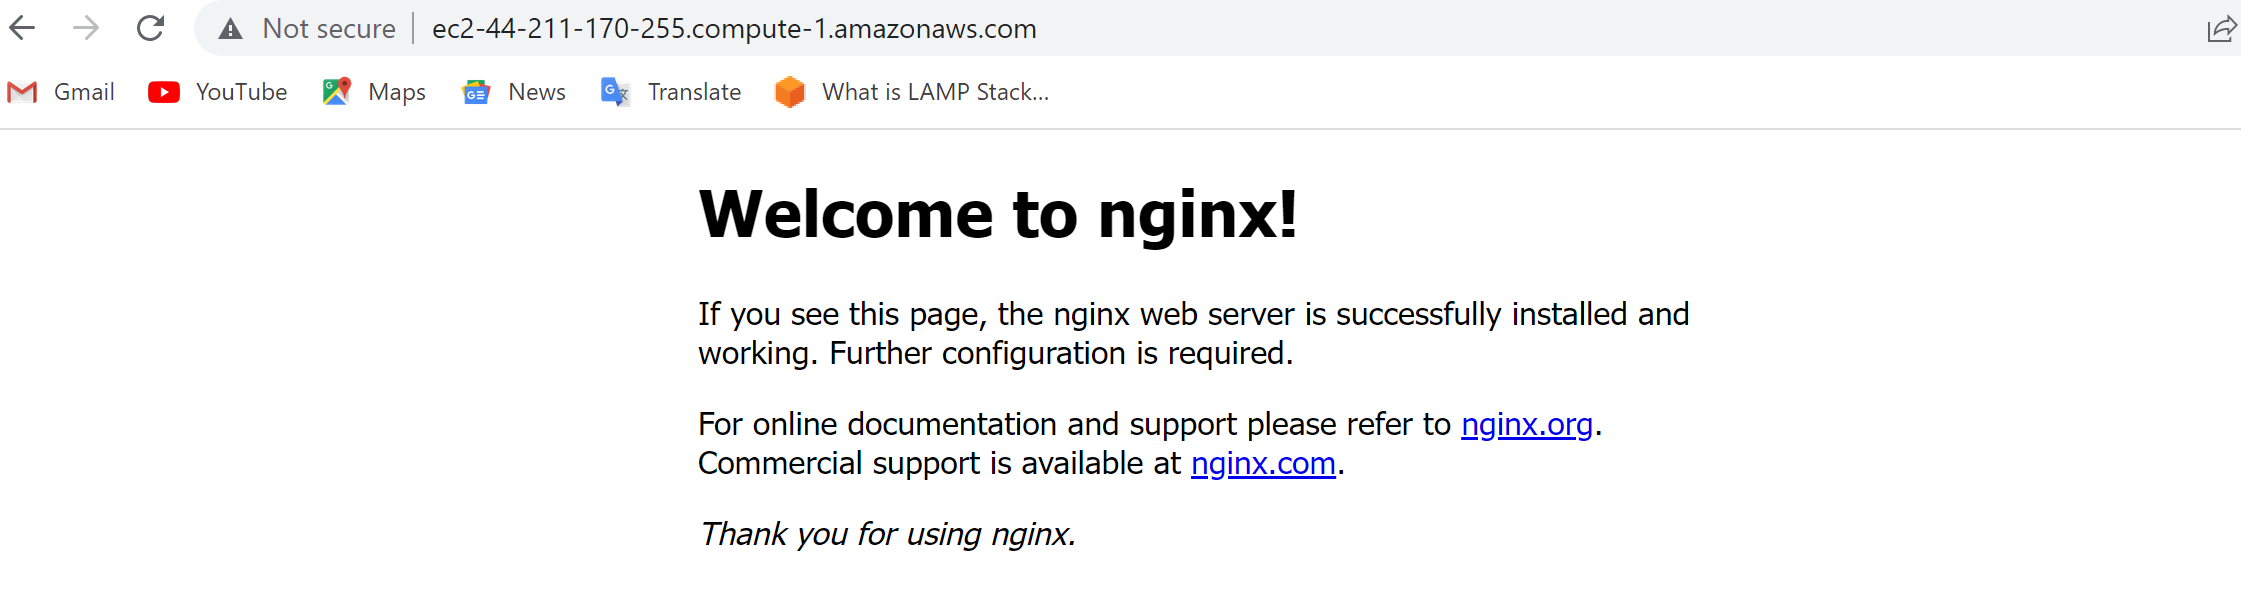 Not secure | ec2-44-211-170-255.compute-1.amazonaws.com
Gmail YouTube Maps News Translate What is LAMP Stack...
Welcome to nginx!
If you see this page, the nginx web server is successfully installed and
working. Further configuration is required.
For online documentation and support please refer to nginx.org.
Commercial support is available at nginx.com.
Thank you for using nginx.